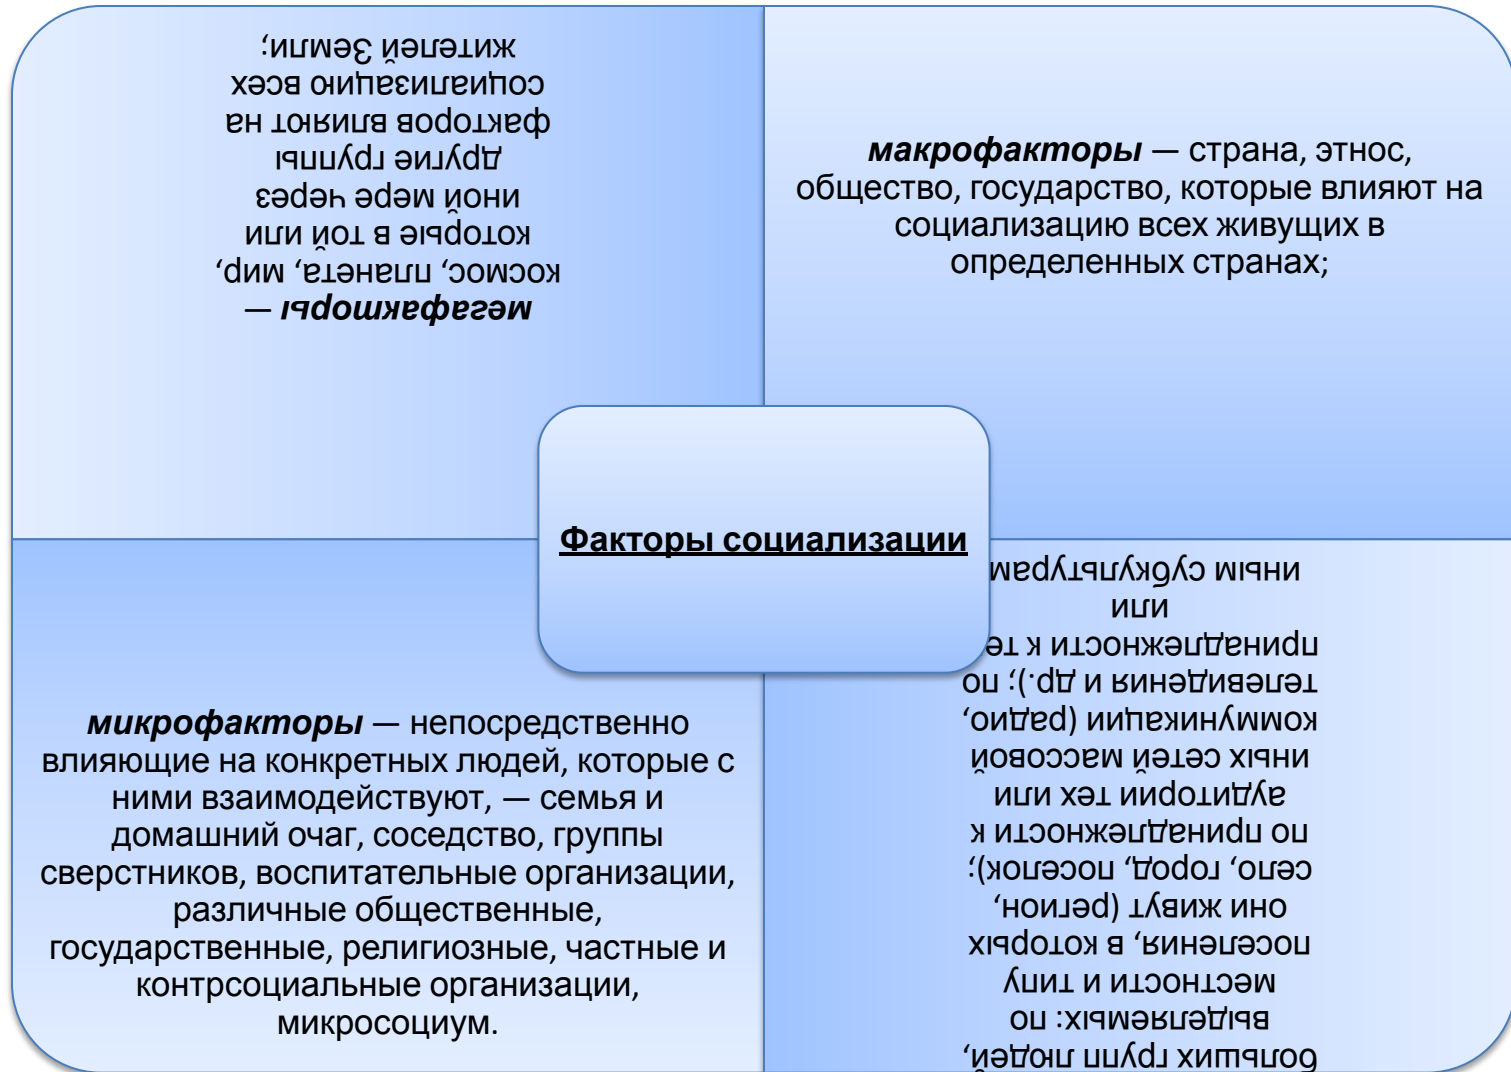 мегафакторы —
космос, планета, мир,
которые в той или
иной мере через
другие группы
факторов влияют на
социализацию всех
жителей Земли;
макрофакторы — страна, этнос,
общество, государство, которые влияют на
социализацию всех живущих в
определенных странах;
Факторы социализации
микрофакторы — непосредственно
влияющие на конкретных людей, которые с
ними взаимодействуют, — семья и
домашний очаг, соседство, группы
сверстников, воспитательные организации,
различные общественные,
государственные, религиозные, частные и
контрсоциальные организации,
микросоциум.
больших групп людей,
выделяемых: по
местности и типу
поселения, в которых
они живут (регион,
село, город, поселок);
по принадлежности к
аудитории тех или
иных сетей массовой
коммуникации (радио,
телевидения и др.); по
принадлежности к
или
иным субкультурам